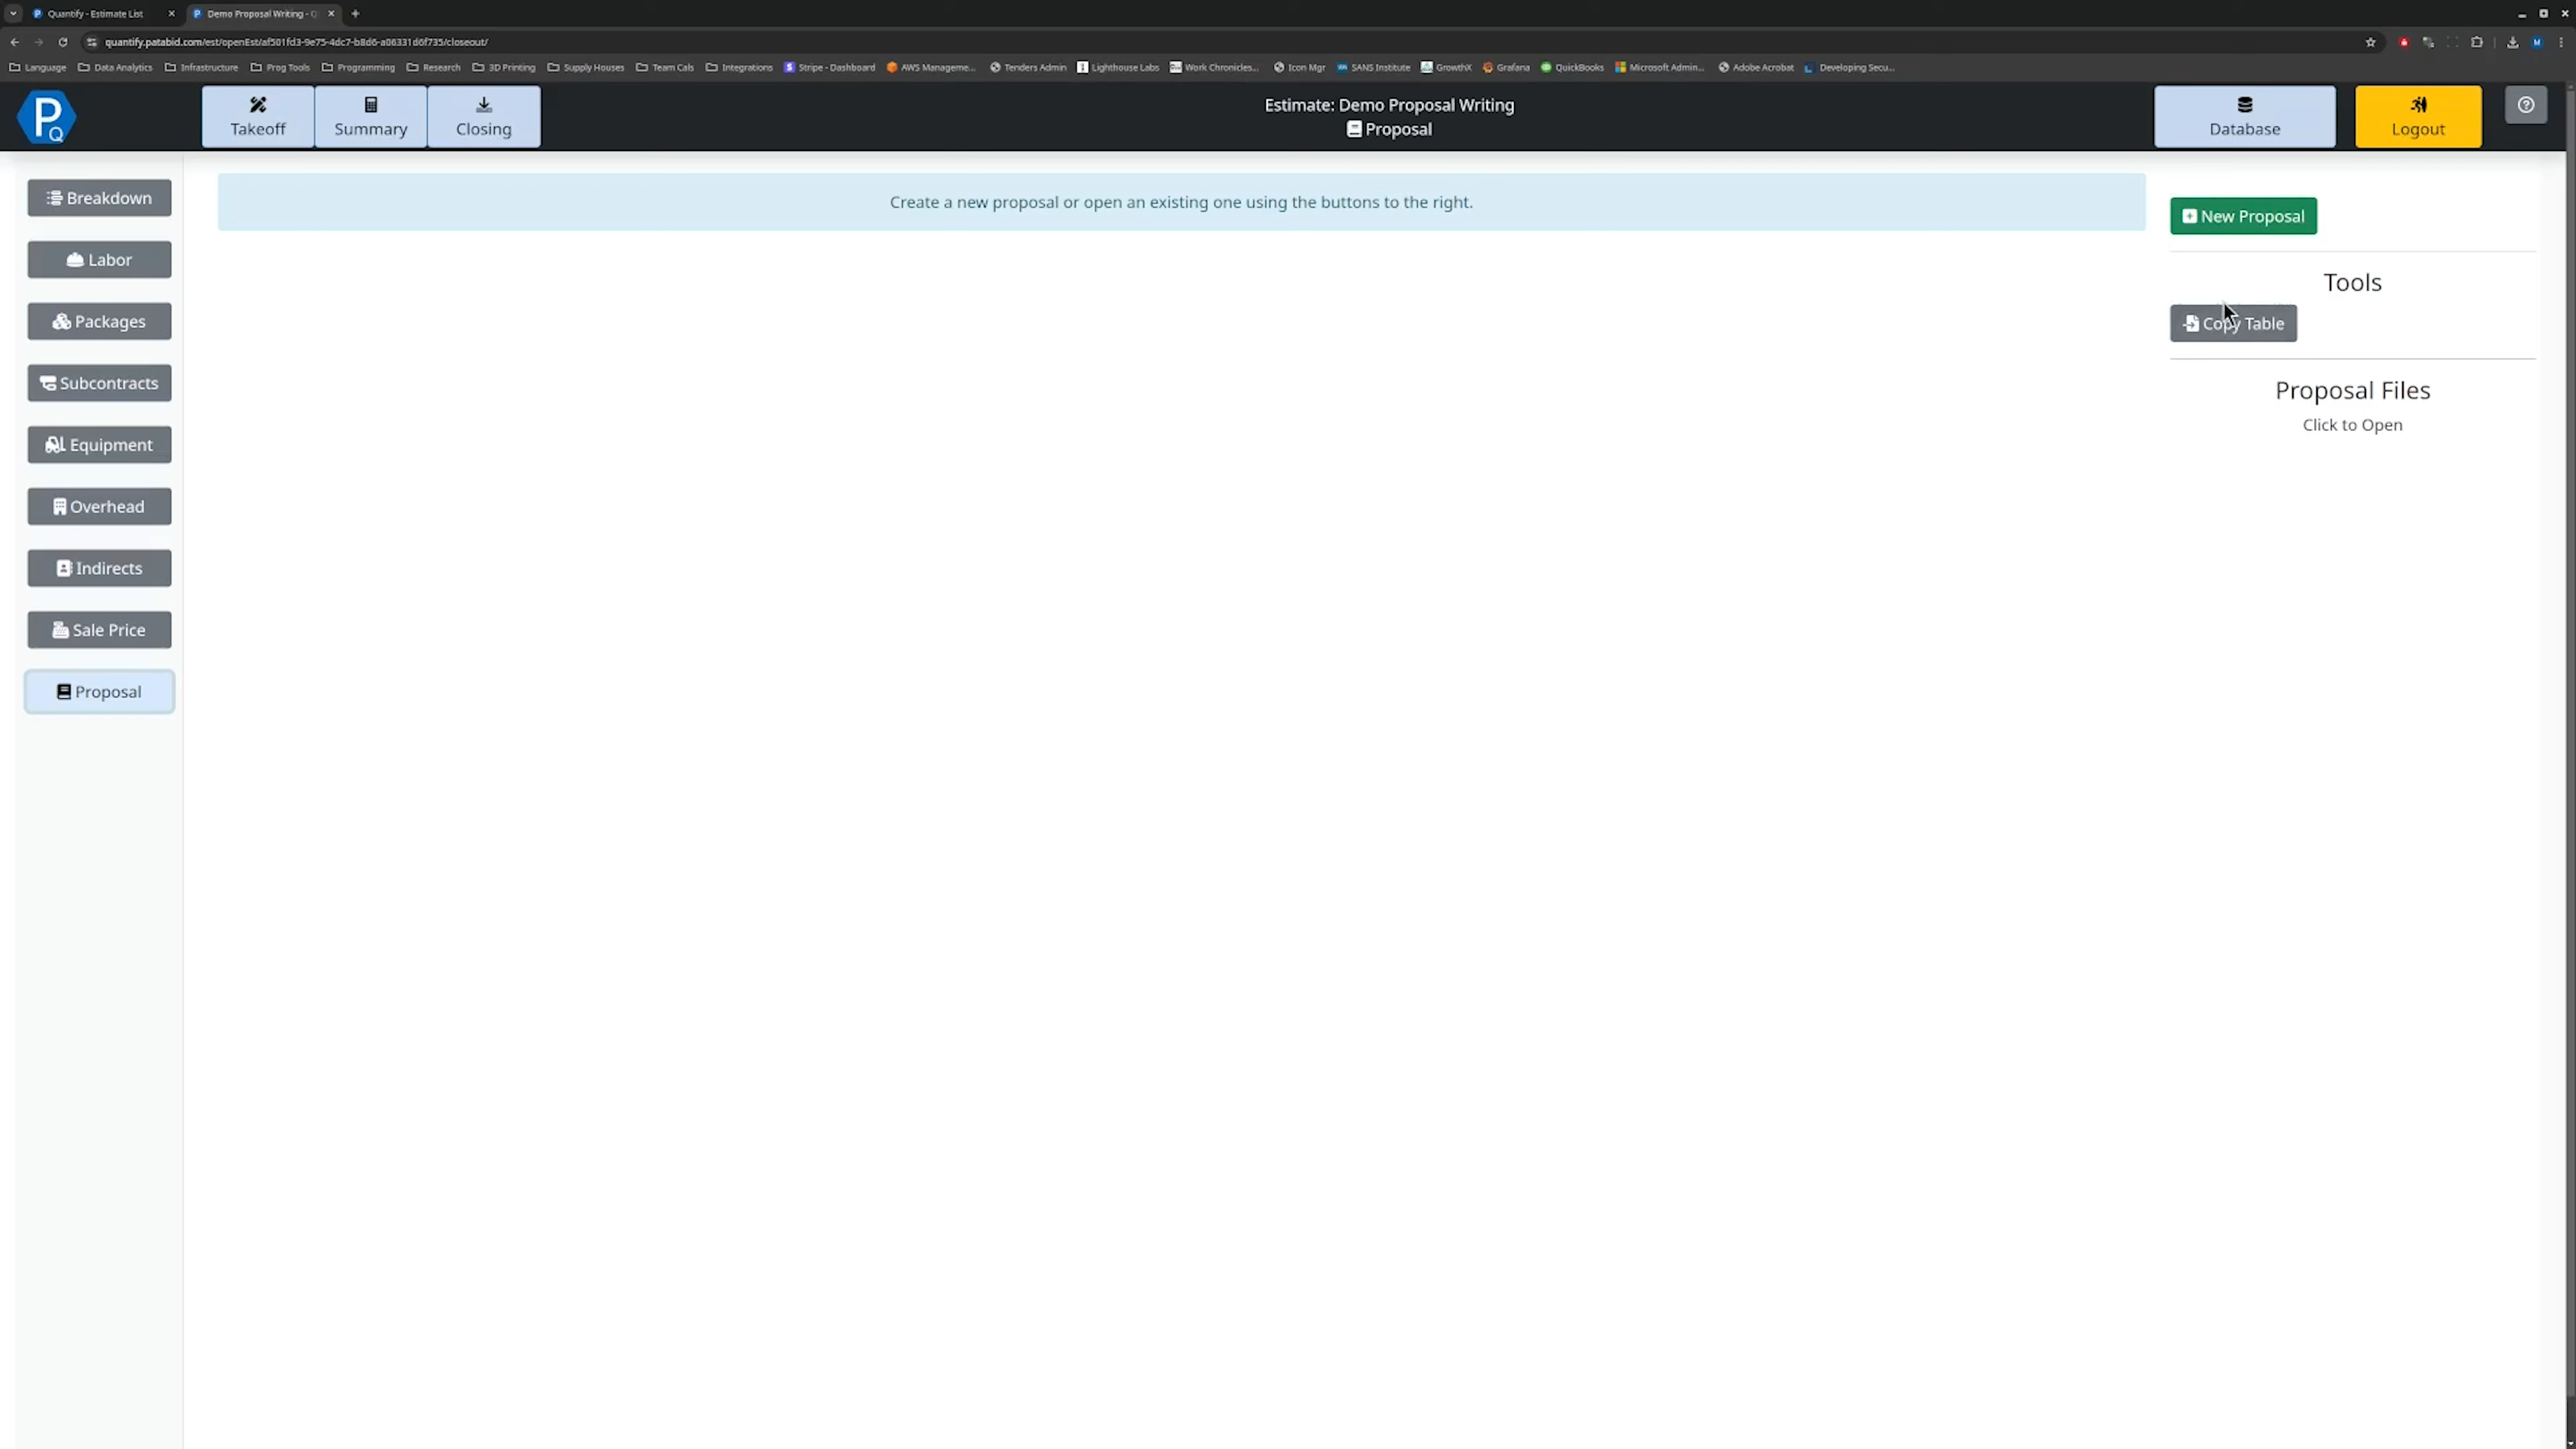 Quantify - Estimate List
Demo Proposal Writing - Q
quantify.patabid.com/est/openEst/af501fd3-9e75-4dc7-b8d6-a06331d6f735/closeout/
Language Data Analytics Infrastructure Prog Tools Programming Research 3D Printing Supply Houses Team Cals Integrations Stripe - Dashboard AWS Manageme... Tenders Admin Lighthouse Labs Work Chronicles... Icon Mgr SANS Institute GrowthX Grafana QuickBooks Microsoft Admin... Adobe Acrobat Developing Secu...
P Q
Takeoff
Summary
Closing
Estimate: Demo Proposal Writing
Proposal
Database
Logout
Breakdown
Labor
Packages
Subcontracts
Equipment
Overhead
Indirects
Sale Price
Proposal
Create a new proposal or open an existing one using the buttons to the right.
New Proposal
Tools
Copy Table
Proposal Files
Click to Open